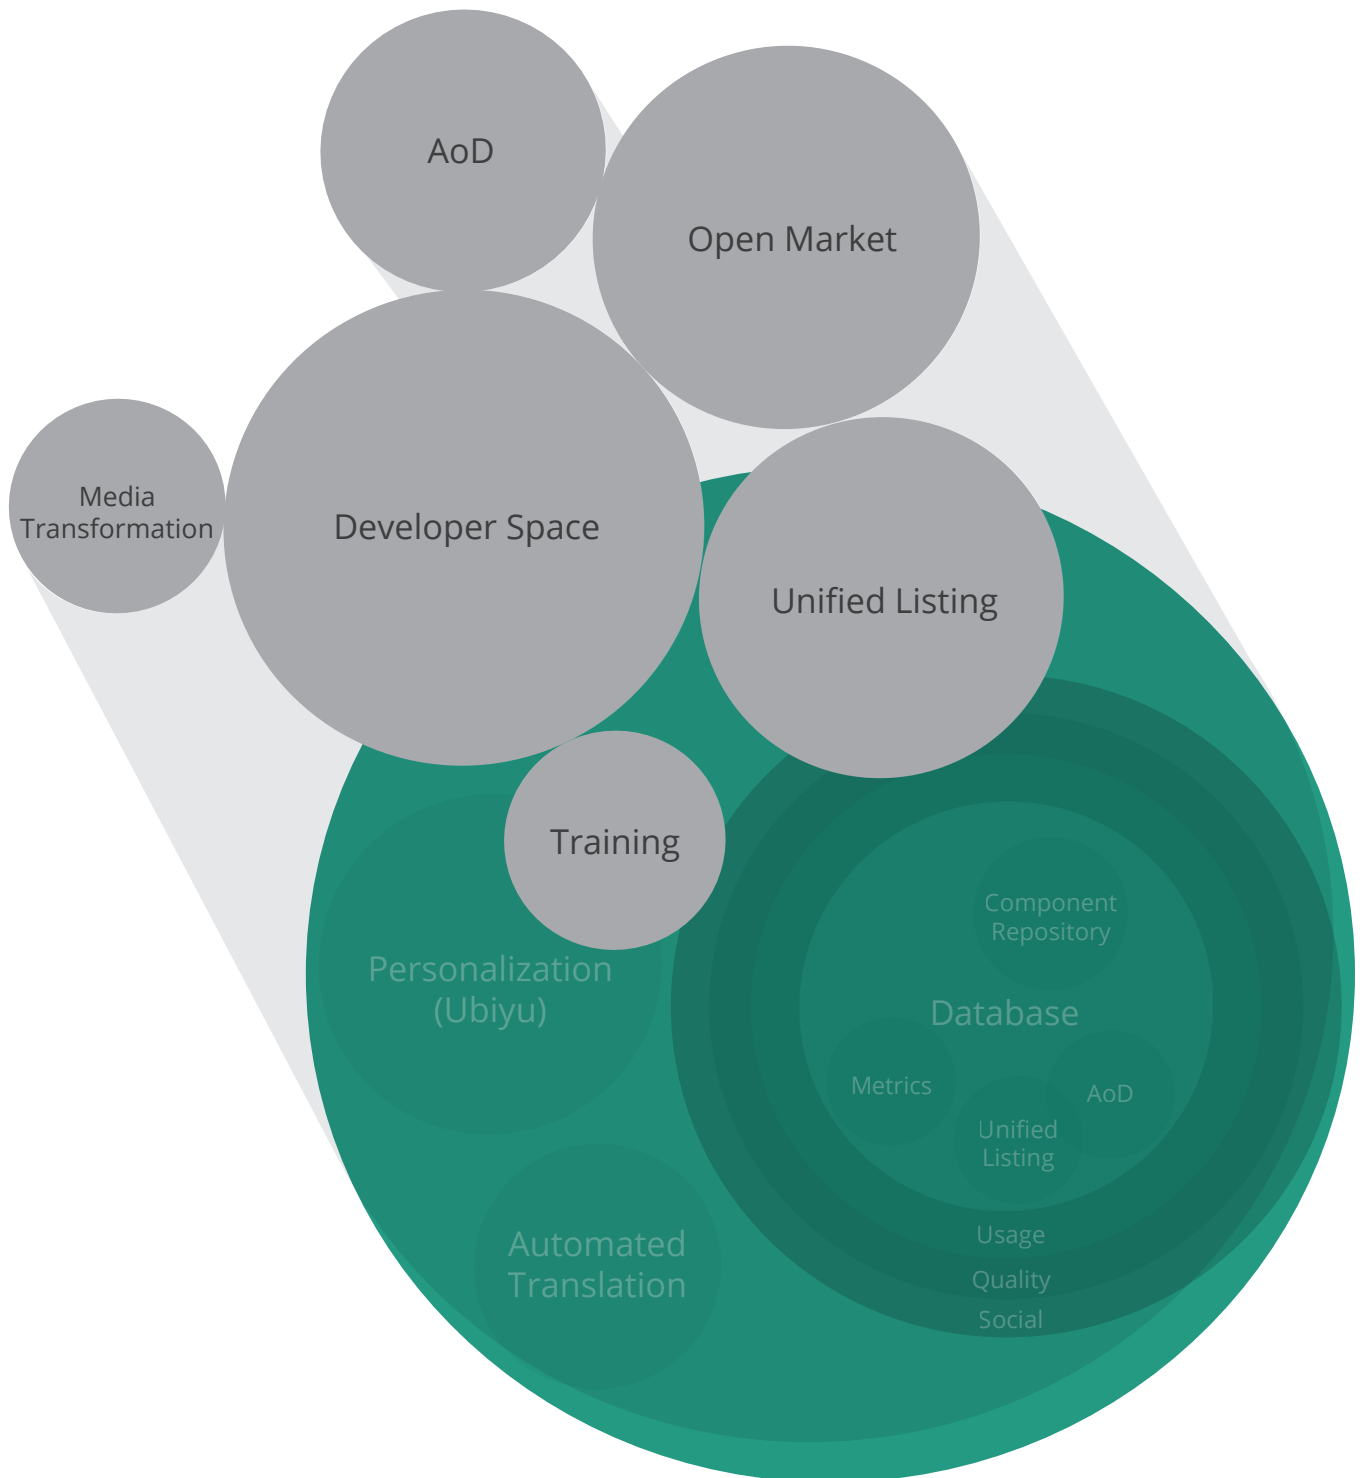 AoD
Open Market
Media
Transformation
Developer Space
Unified Listing
Training
Component
Repository
Personalization
(Ubiyu)
Database
Metrics
AoD
Unified
Listing
Usage
Automated
Translation
Quality
Social